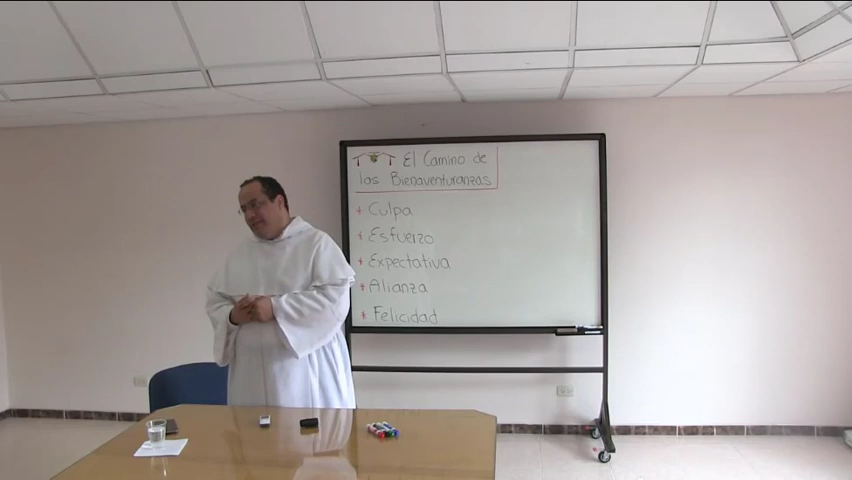 El Camino de
las Bienaventuranzas
+ Culpa
+ Esfuerzo
+ Expectativa
+ Alianza
+ Felicidad